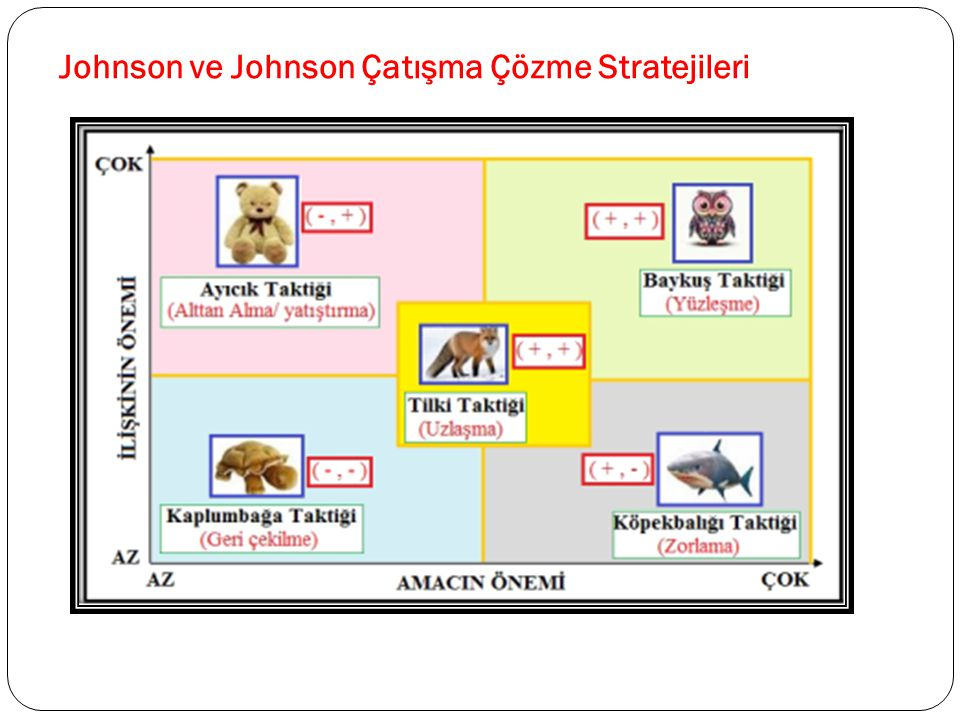 Johnson ve Johnson Çatışma Çözme Stratejileri
ÇOK
( - , + )
( + , + )
Ayıcık Taktiği
(Alttan Alma/ yatıştırma)
Baykuş Taktiği
(Yüzleşme)
İLİŞKİNİN ÖNEMİ
( + , + )
Tilki Taktiği
(Uzlaşma)
( - , - )
( + , - )
Kaplumbağa Taktiği
(Geri çekilme)
Köpekbalığı Taktiği
(Zorlama)
AZ
AZ
AMACIN ÖNEMİ
ÇOK